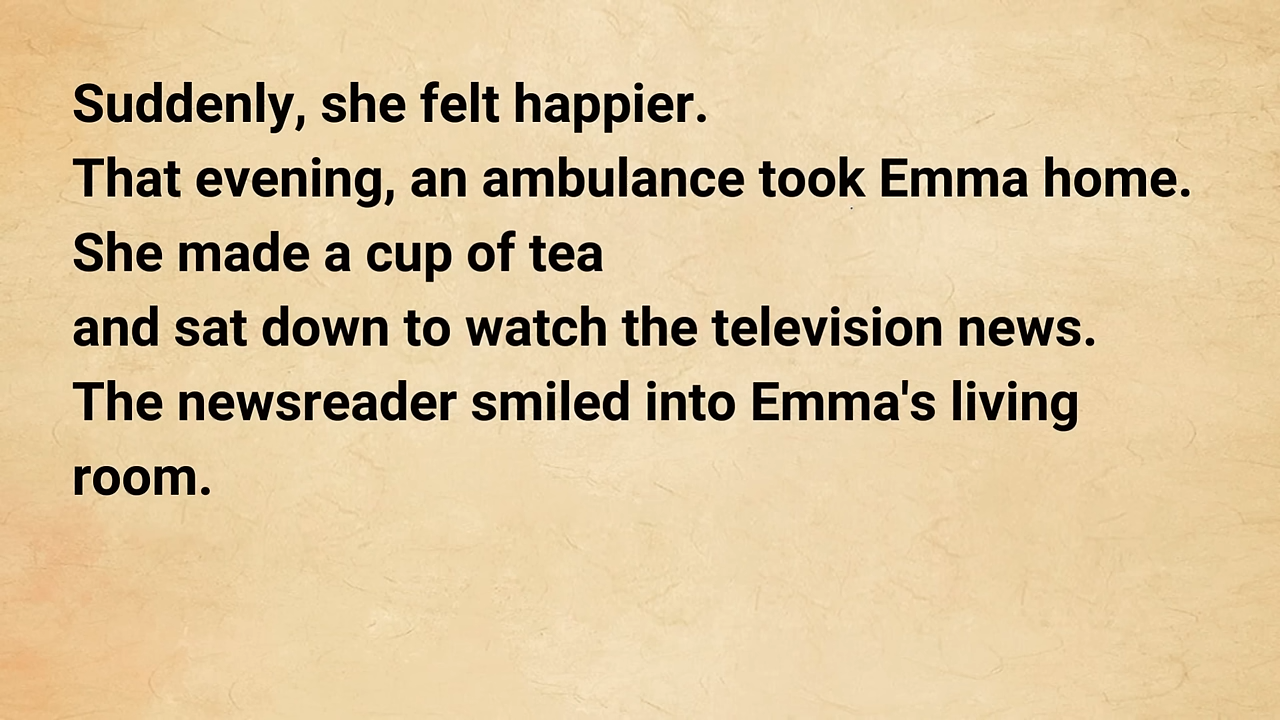 Suddenly, she felt happier.
That evening, an ambulance took Emma home.
She made a cup of tea
and sat down to watch the television news.
The newsreader smiled into Emma's living
room.